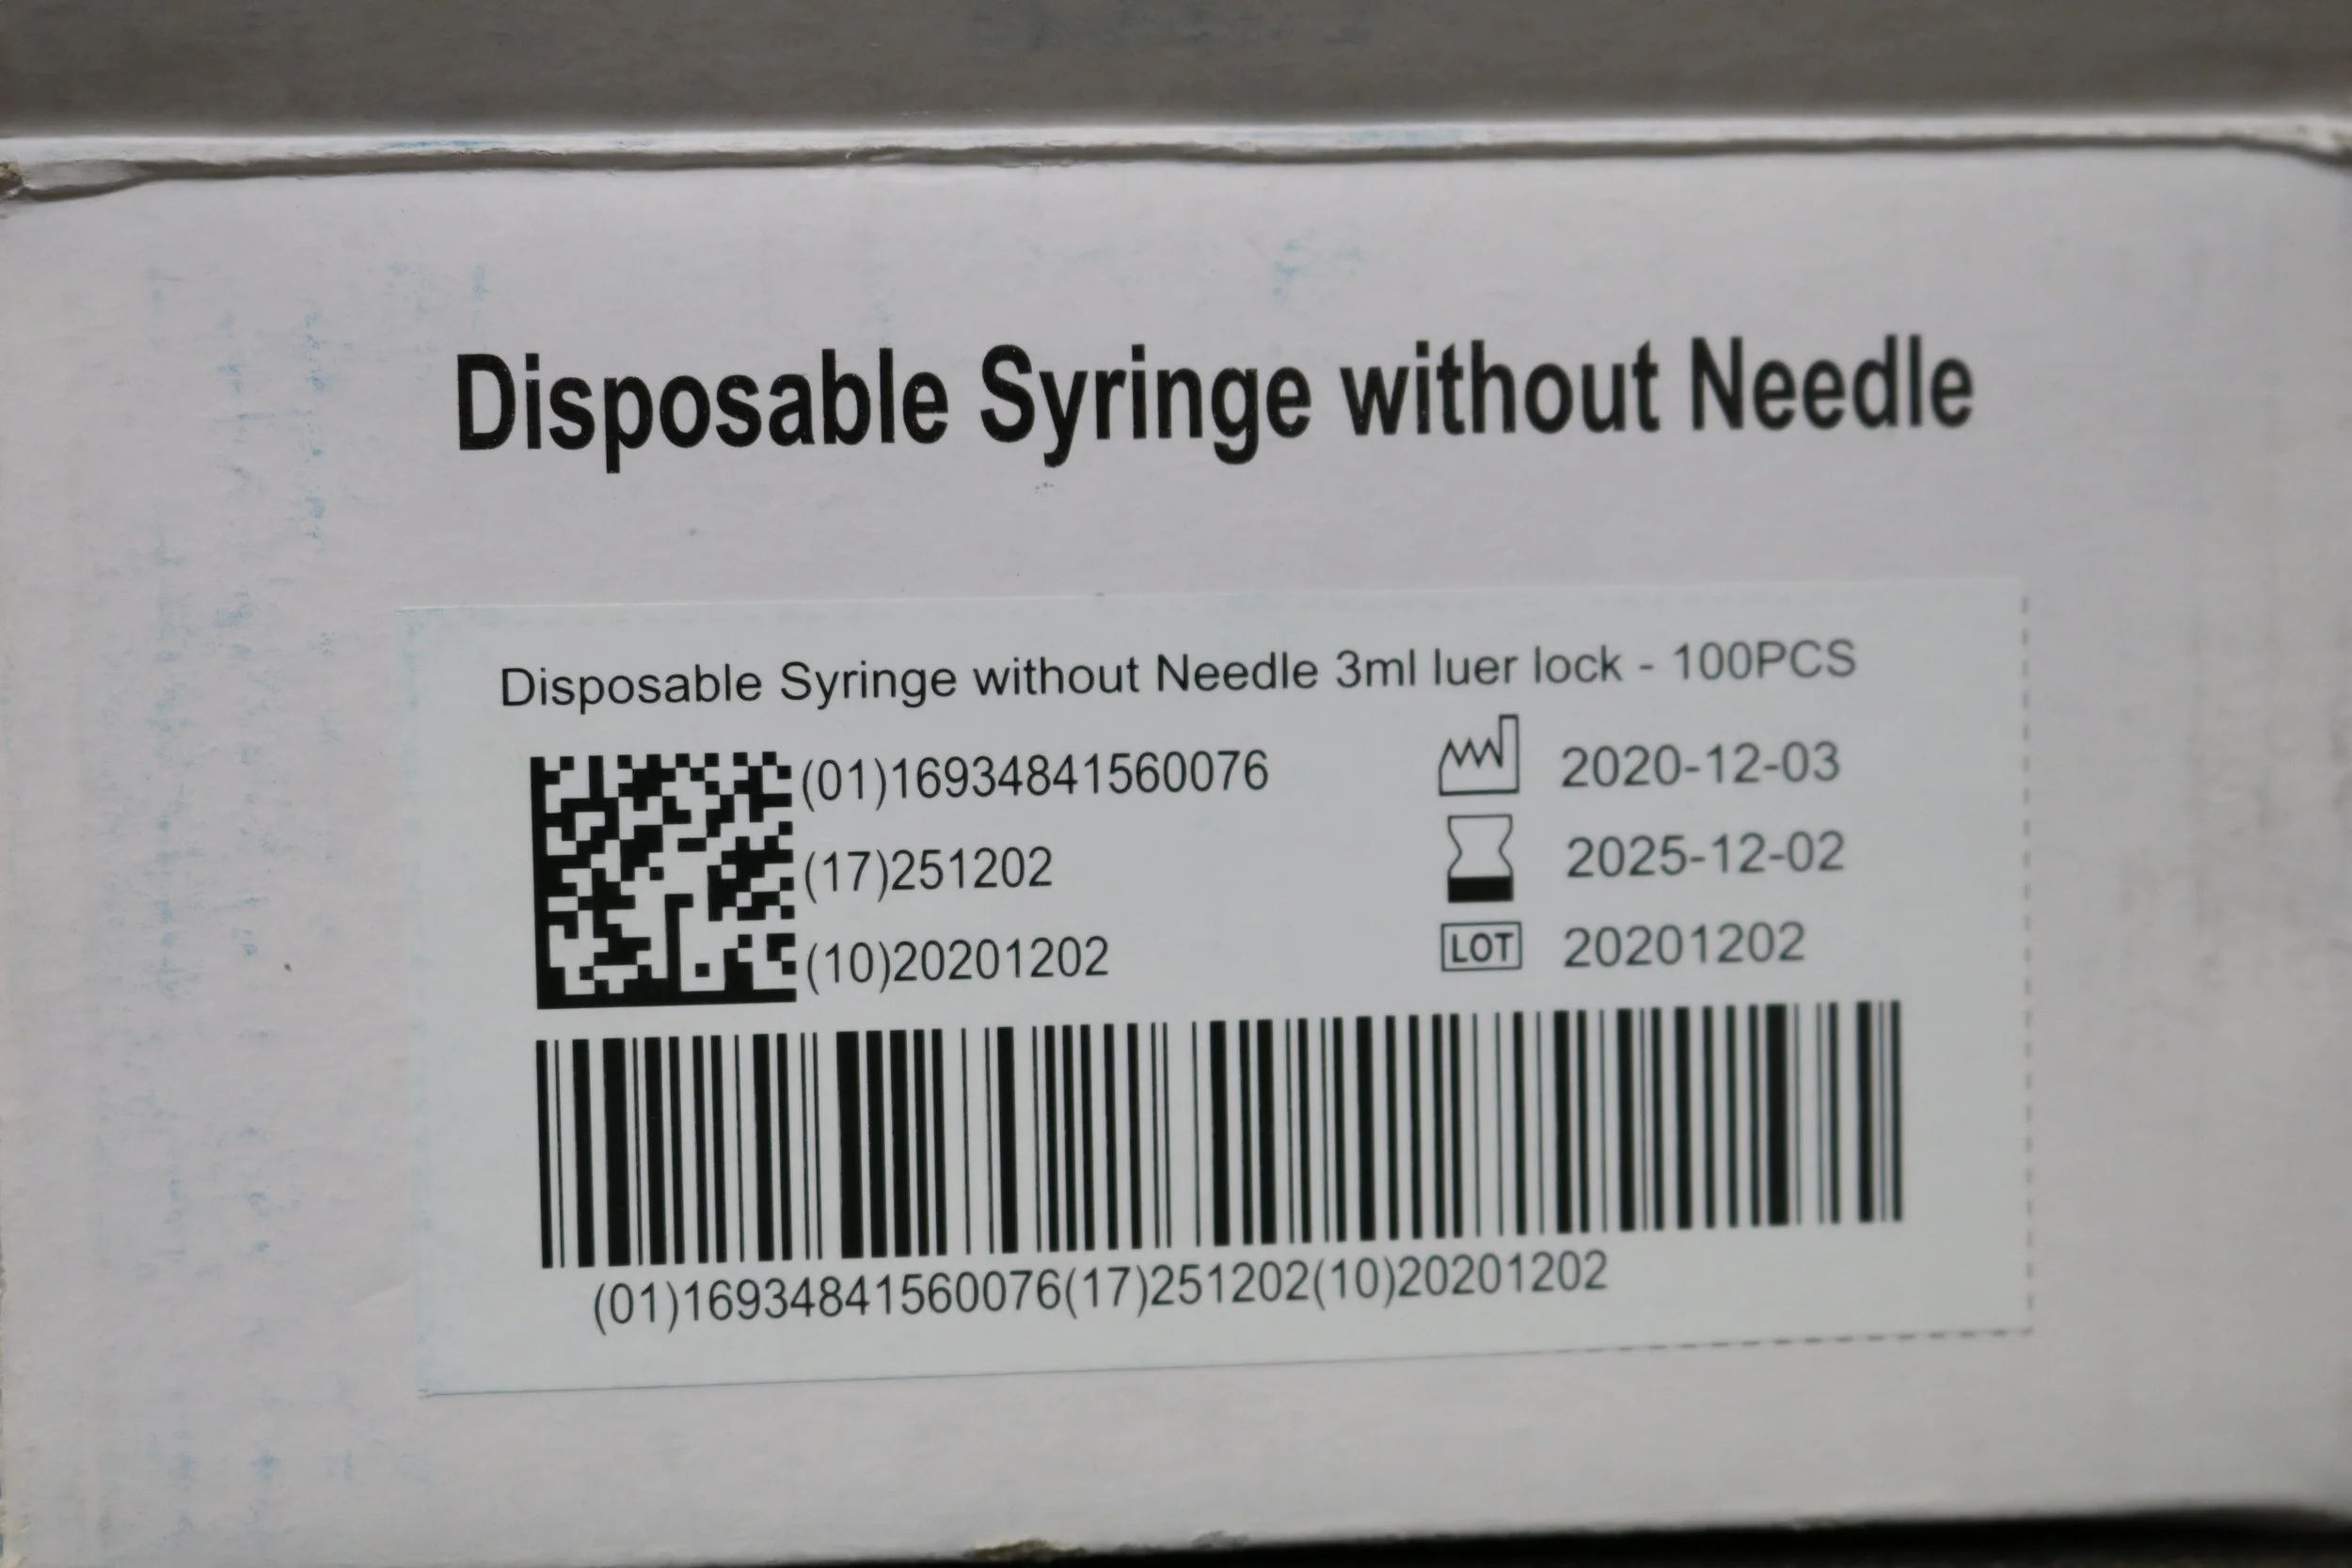 Disposable Syringe without Needle
Disposable Syringe without Needle 3ml luer lock - 100PCS
(01)16934841560076
2020-12-03
(17)251202
2025-12-02
(10)20201202
LOT 20201202
(01)16934841560076(17)251202(10)20201202